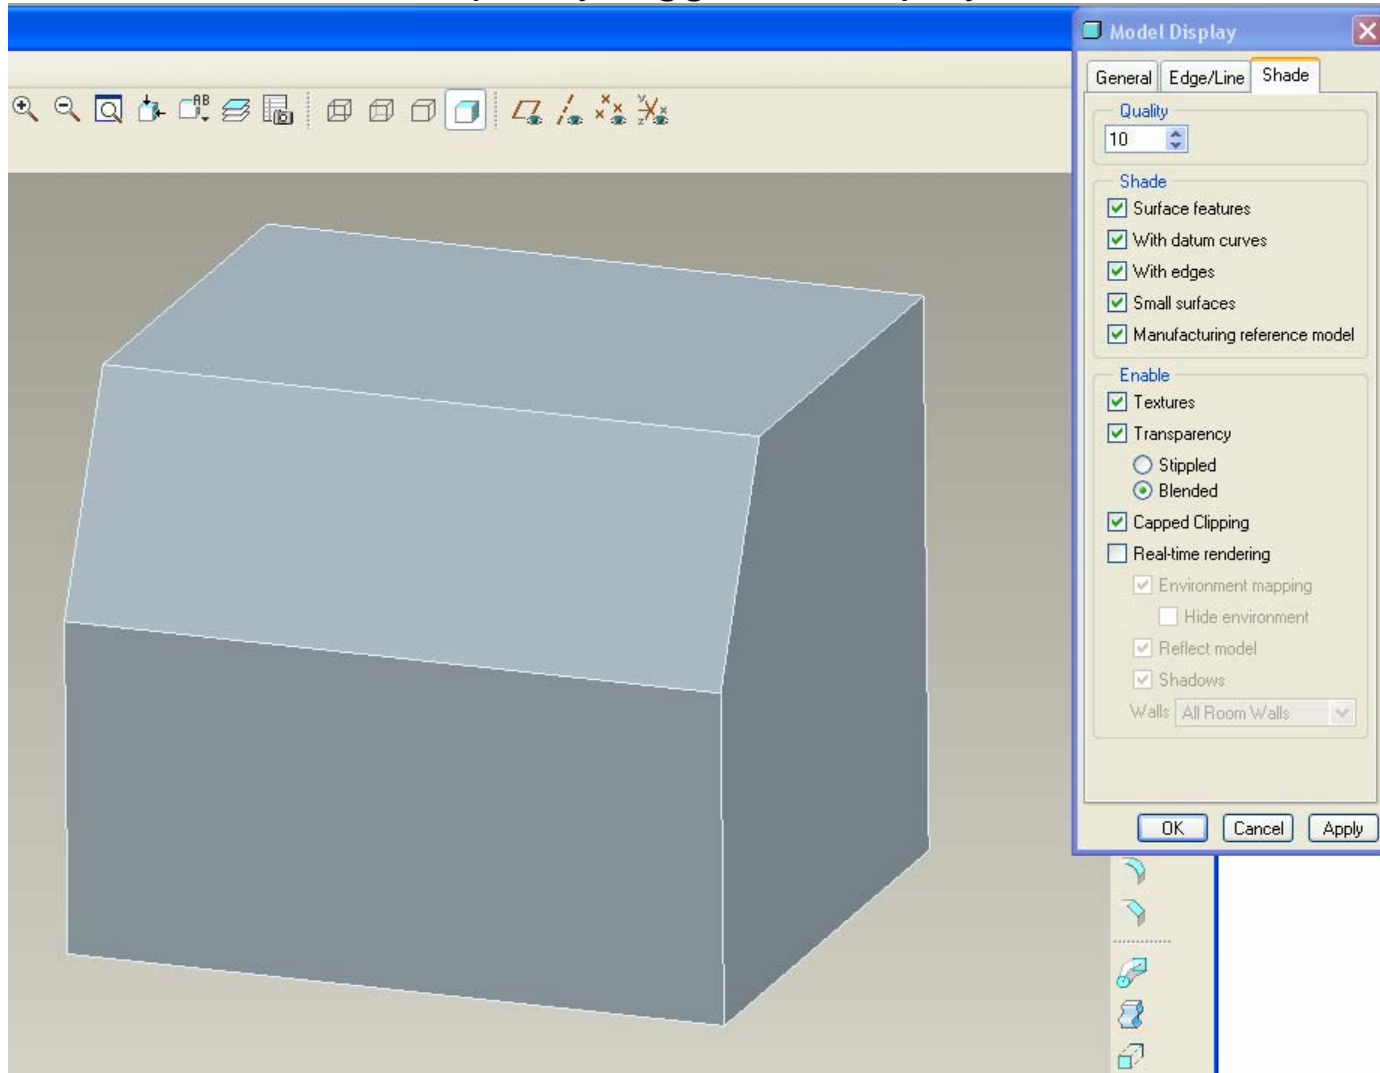 Model Display
General Edge/Line Shade
Quality
10
Shade
Surface features
With datum curves
With edges
Small surfaces
Manufacturing reference model
Enable
Textures
Transparency
Stippled
Blended
Capped Clipping
Real-time rendering
Environment mapping
Hide environment
Reflect model
Shadows
Walls All Room Walls
OK Cancel Apply